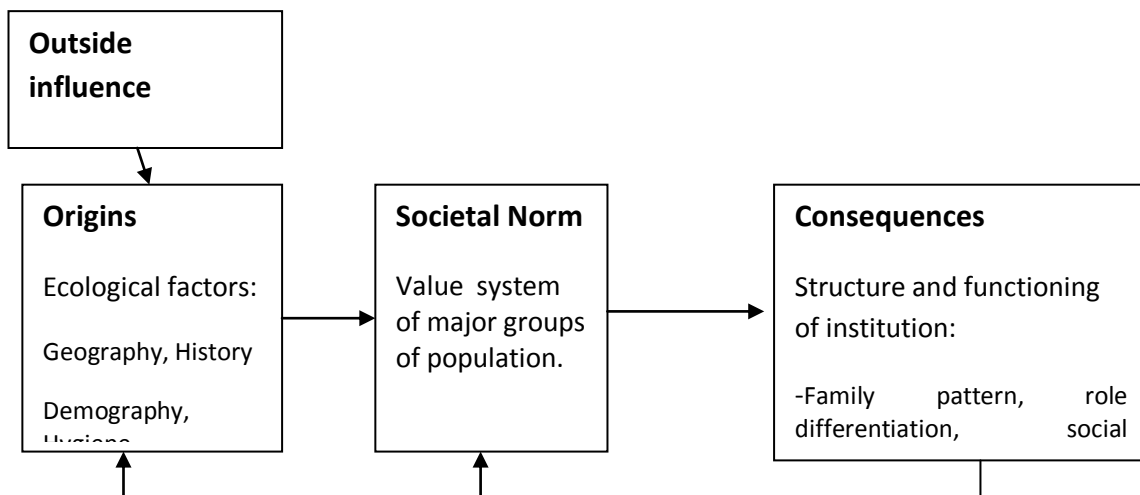 Outside
influence
Origins
Ecological factors:
Geography, History
Demography,
Societal Norm
Value system
of major groups
of population.
Consequences
Structure and functioning
of institution:
-Family pattern, role
differentiation, social